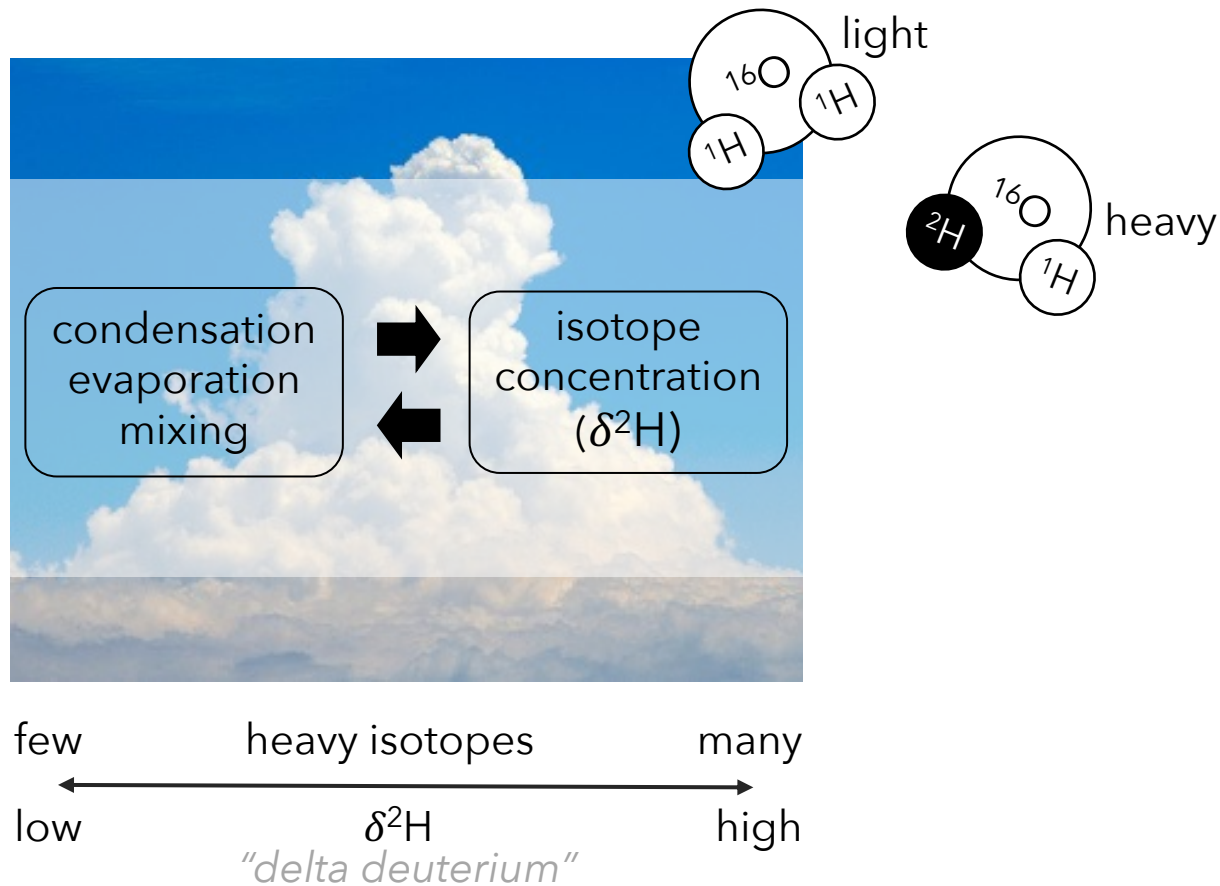 light
¹⁶O
¹H
¹H
¹⁶O
²H
heavy
¹H
condensation
evaporation
mixing
isotope
concentration
(δ²H)
few heavy isotopes many
low δ²H high
"delta deuterium"